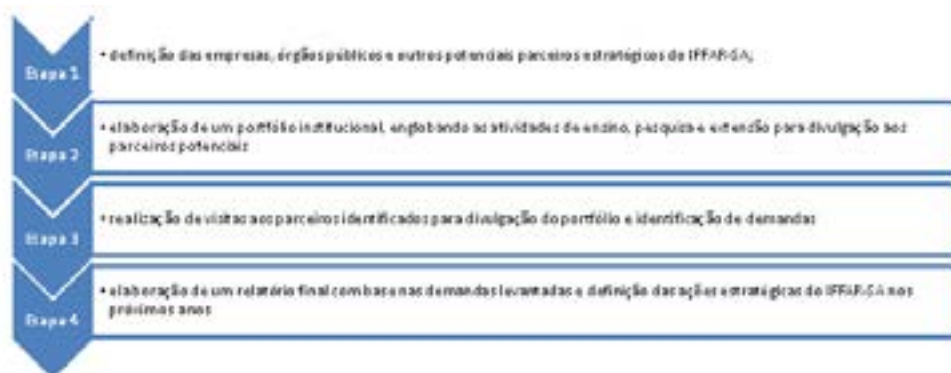 Etapa 1
• definição das empresas, órgãos públicos e outros potenciais parceiros estratégicos do IFFAR-SA;
Etapa 2
• elaboração de um portfólio institucional, englobando as atividades de ensino, pesquisa e extensão para divulgação aos
parceiros potenciais
Etapa 3
• realização de visitas aos parceiros identificados para divulgação do portfólio e identificação de demandas
Etapa 4
• elaboração de um relatório final com base nas demandas levantadas e definição das ações estratégicas do IFFAR-SA nos
próximos anos